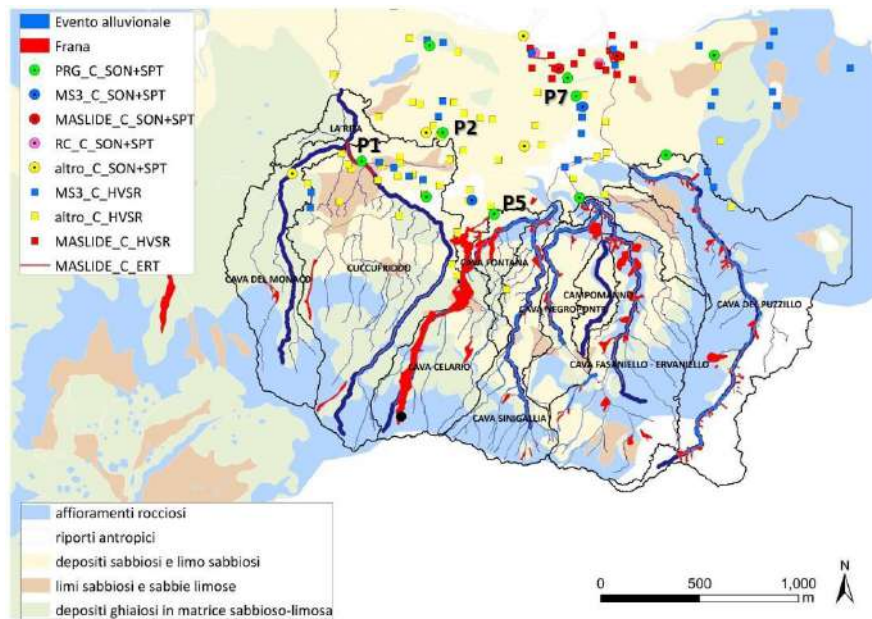 Evento alluvionale
Frana
PRG_C_SON+SPT
MS3_C_SON+SPT
MASLIDE_C_SON+SPT
RC_C_SON+SPT
altro_C_SON+SPT
MS3_C_HVSR
altro_C_HVSR
MASLIDE_C_HVSR
MASLIDE_C_ERT
P7
P2
LA RITA
P1
P5
CAVA FONTANA
CAVA DEL MONACO
CUCCUFRIDDO
CAMPOMANNO
CAVA NEGROPONTE
CAVA DEL PUZZILLO
CAVA CELARIO
CAVA FASANIELLO - ERVANIELLO
CAVA SINIGALLIA
affioramenti rocciosi
riporti antropici
depositi sabbiosi e limo sabbiosi
limi sabbiosi e sabbie limose
depositi ghiaiosi in matrice sabbioso-limosa
0 500 1,000
m
N